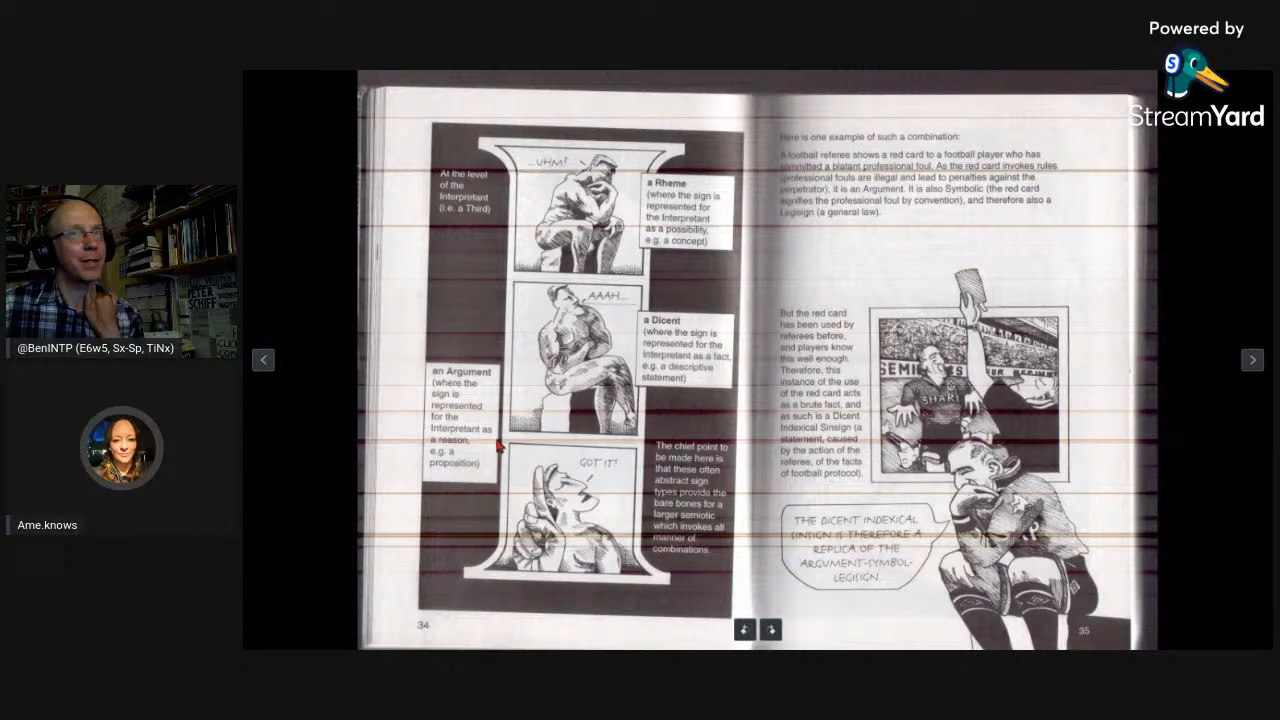 Powered by
StreamYard
PETER
SCHIFF
VIDEO
NOT
@BenINTP (E6w5, Sx-Sp, TiNx)
Ame.knows
At the level
of the
Interpretant
(i.e. a Third)
...UHM?
a Rheme
(where the sign is
represented for
the Interpretant
as a possibility,
e.g. a concept)
AAAH...
a Dicent
(where the sign is
represented for the
Interpretant as a fact,
e.g. a descriptive
statement)
an Argument
(where the
sign is
represented
for the
Interpretant as
a reason,
e.g. a
proposition)
GOT IT!
The chief point to
be made here is
that these often
abstract sign
types provide the
bare bones for a
larger semiotic
which invokes all
manner of
combinations.
34
Here is one example of such a combination:
A football referee shows a red card to a football player who has
committed a blatant professional foul. As the red card invokes rules
(professional fouls are illegal and lead to penalties against the
perpetrator), it is an Argument. It is also Symbolic (the red card
signifies the professional foul by convention), and therefore also a
Legisign (a general law).
But the red card
has been used by
referees before,
and players know
this well enough.
Therefore, this
instance of the use
of the red card acts
as a brute fact, and
as such is a Dicent
Indexical Sinsign (a
statement, caused
by the action of the
referee, of the facts
of football protocol).
SHARP
THE DICENT INDEXICAL
SINSIGN IS THEREFORE A
REPLICA OF THE
ARGUMENT-SYMBOL-
LEGISIGN.
35